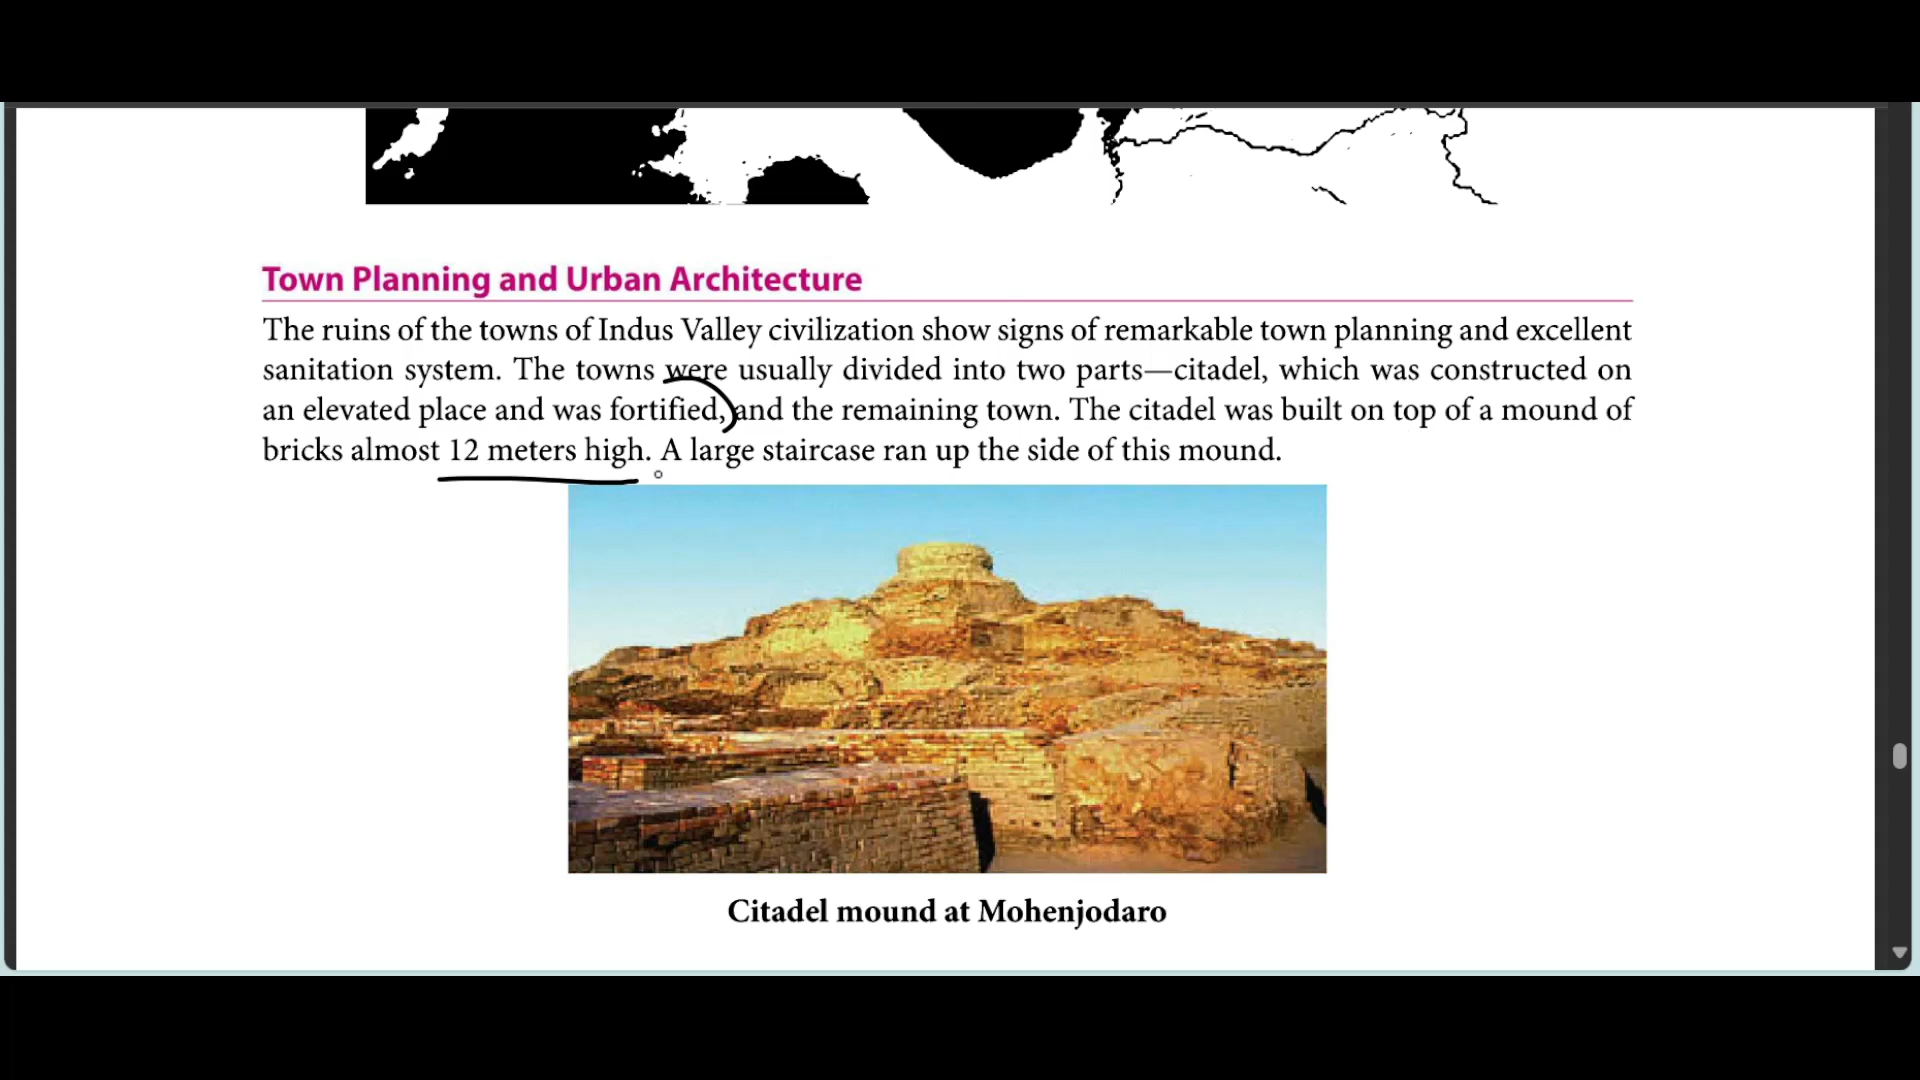 Town Planning and Urban Architecture
The ruins of the towns of Indus Valley civilization show signs of remarkable town planning and excellent
sanitation system. The towns were usually divided into two parts—citadel, which was constructed on
an elevated place and was fortified, and the remaining town. The citadel was built on top of a mound of
bricks almost 12 meters high. A large staircase ran up the side of this mound.
Citadel mound at Mohenjodaro